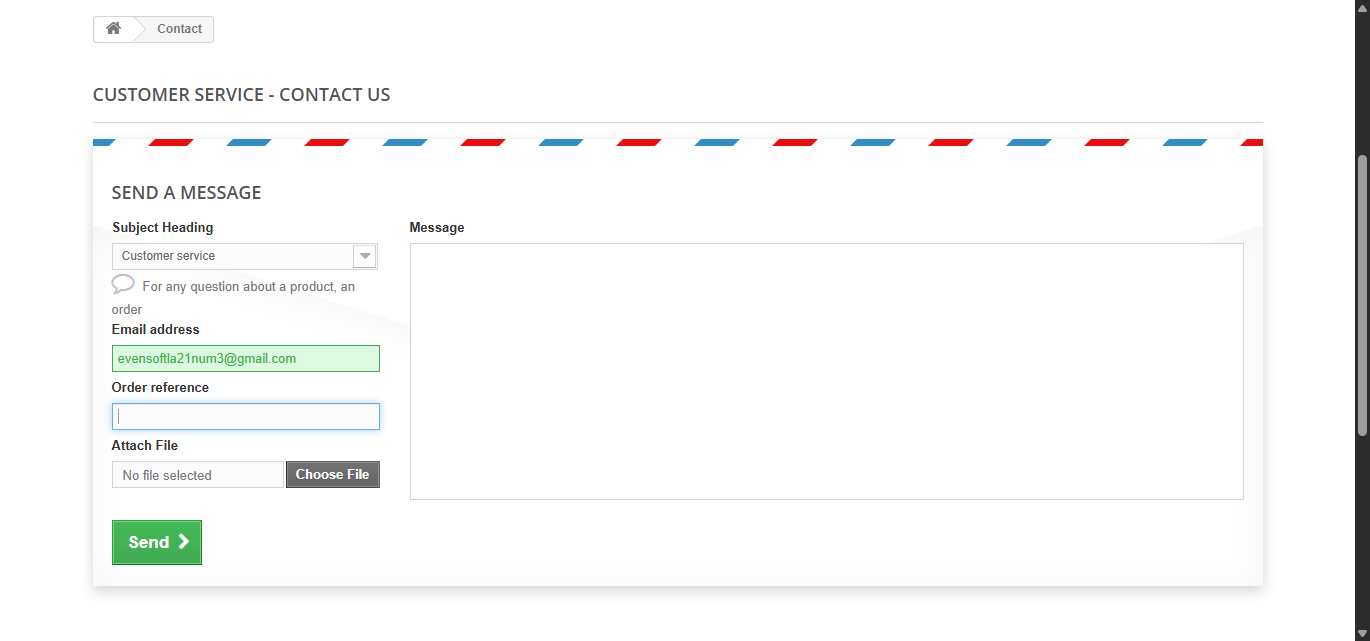 Contact
CUSTOMER SERVICE - CONTACT US
SEND A MESSAGE
Subject Heading
Customer service
For any question about a product, an
order
Email address
evensoftla21num3@gmail.com
Order reference
Attach File
No file selected
Choose File
Send
Message